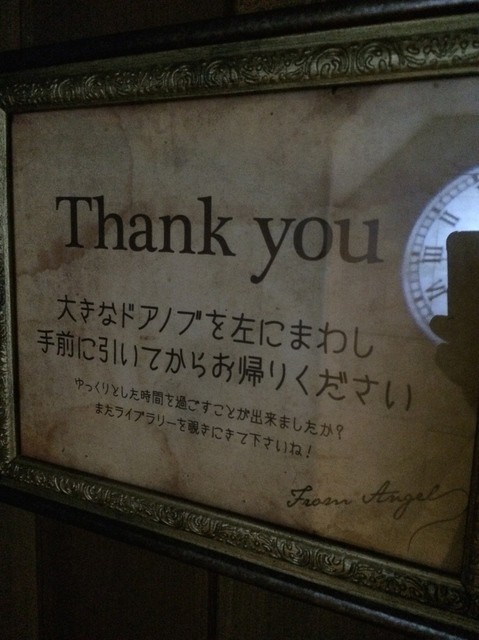 Thank you
大きなドアノブを左にまわし
手前に引いてからお帰りください
ゆっくりとした時間を過ごすことが出来ましたか?
またライブラリーを覗きにきて下さいね!
From Angel